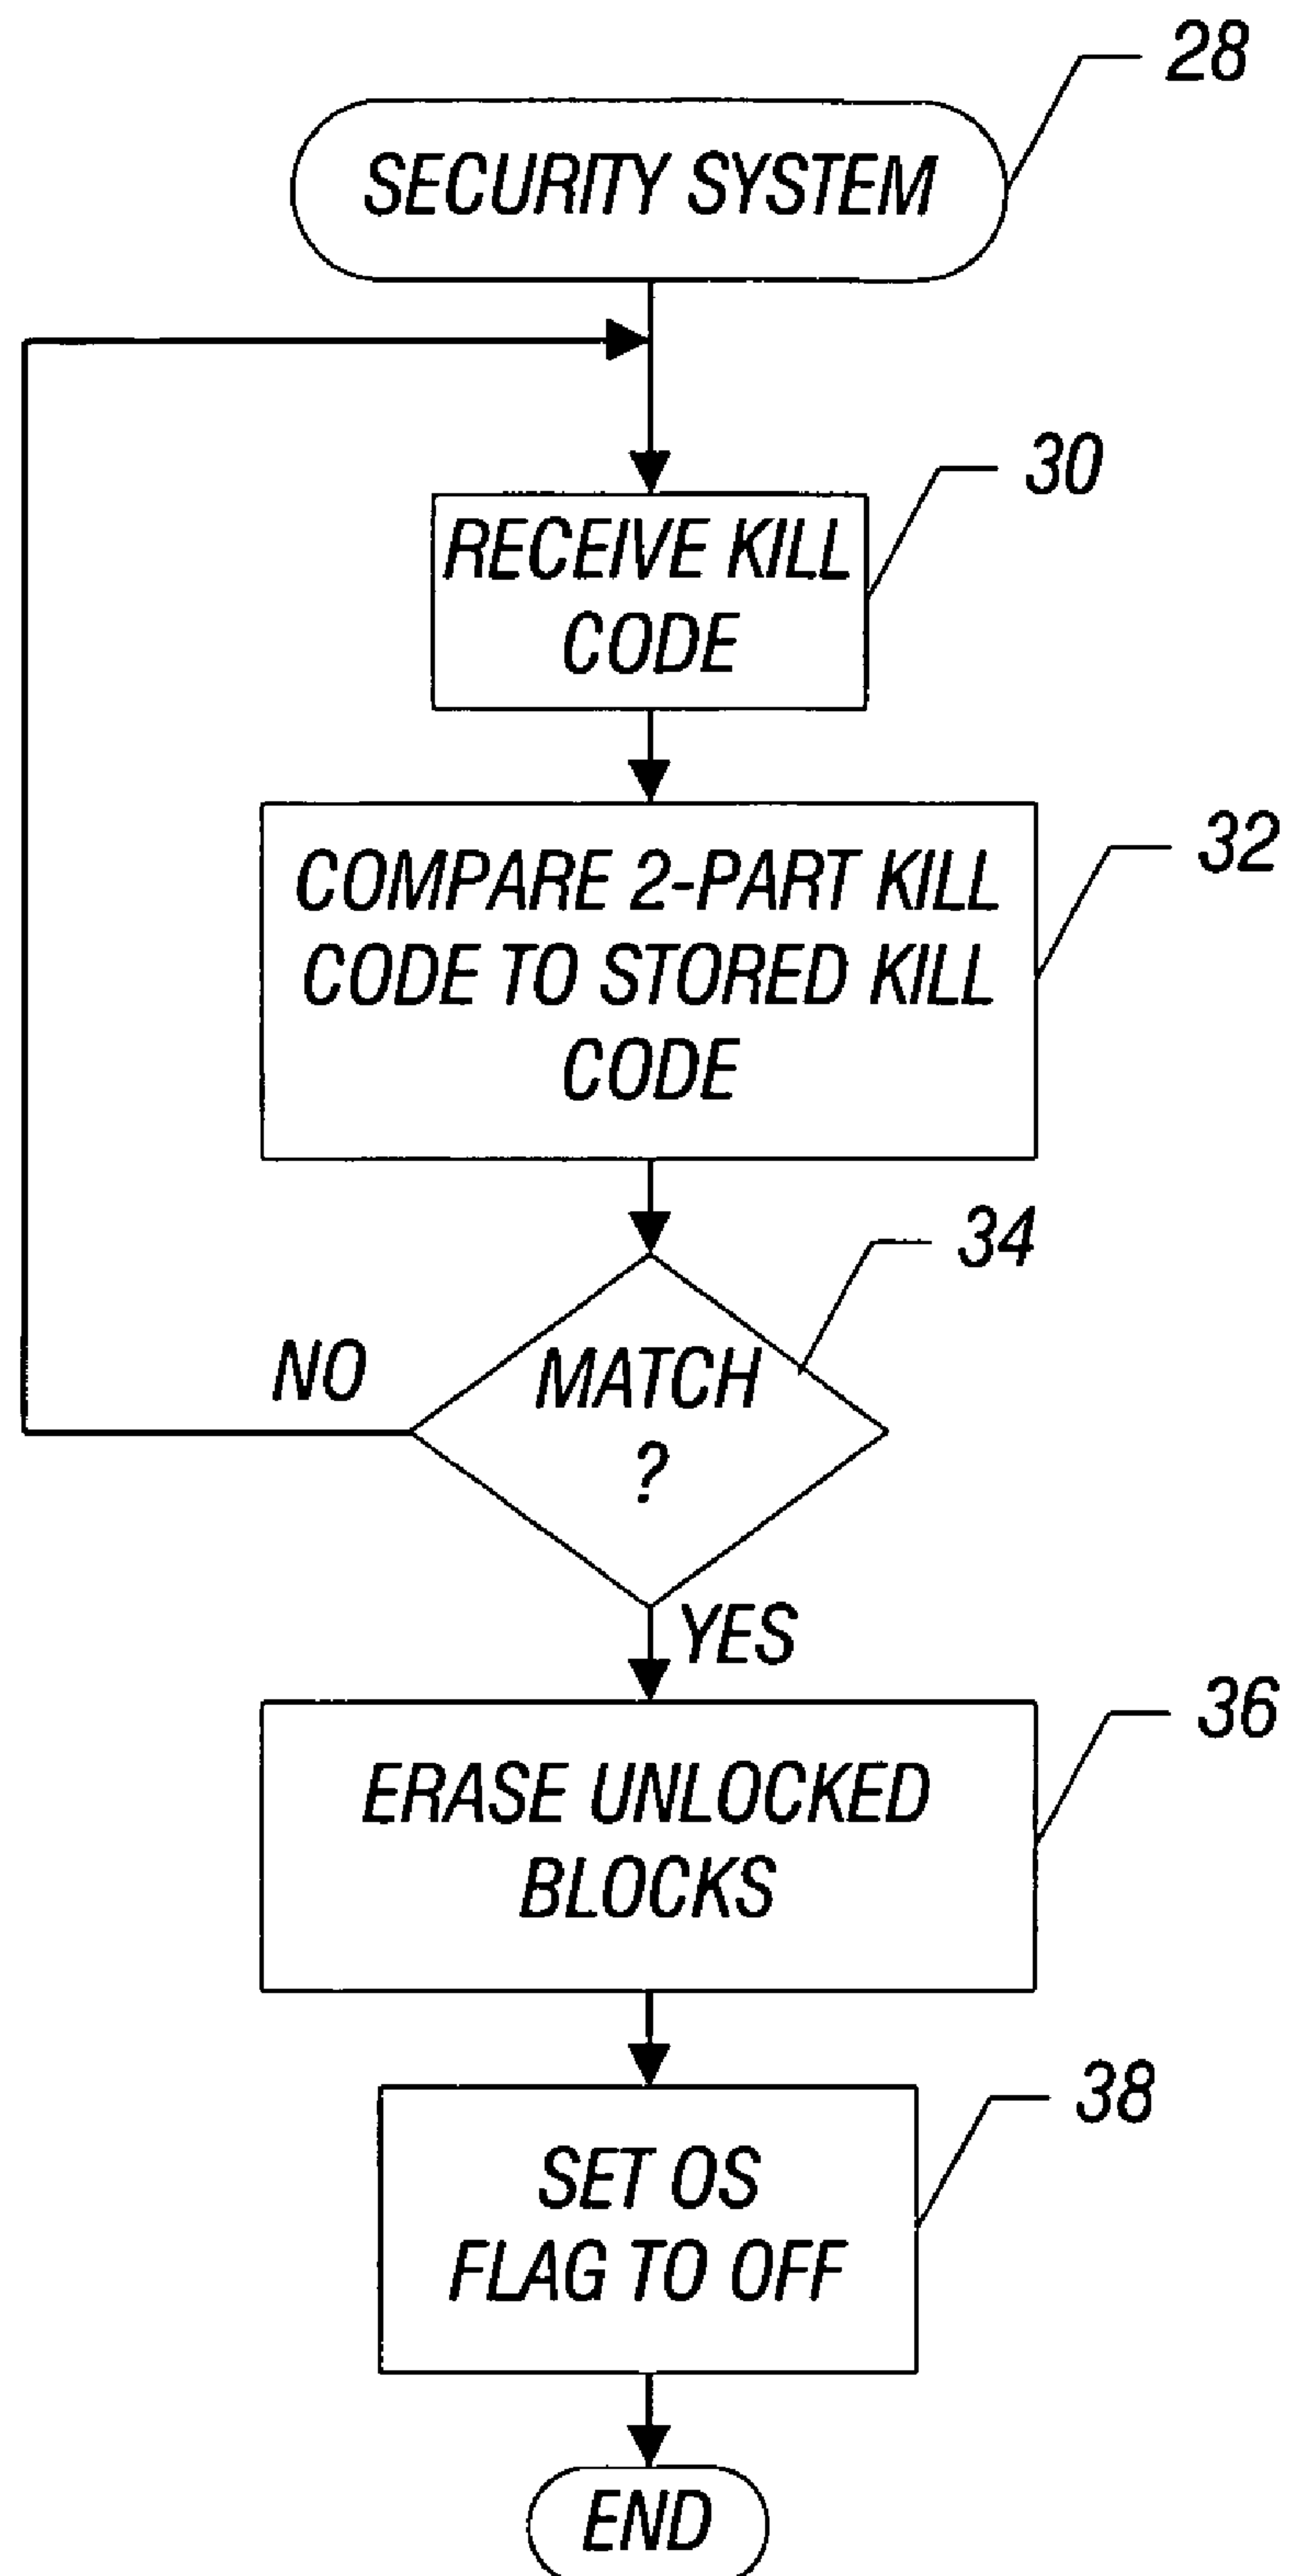 28
SECURITY SYSTEM
30
RECEIVE KILL
CODE
32
COMPARE 2-PART KILL
CODE TO STORED KILL
CODE
34
MATCH
?
NO
YES
36
ERASE UNLOCKED
BLOCKS
38
SET OS
FLAG TO OFF
END